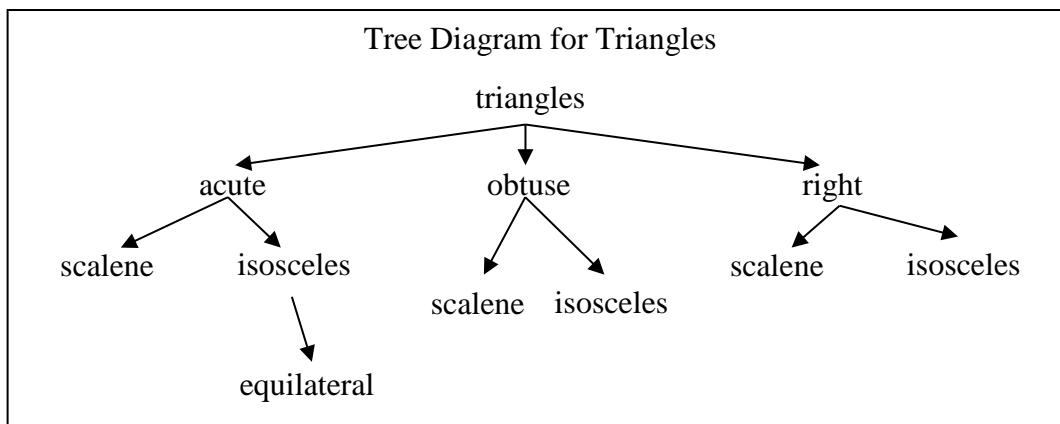 Tree Diagram for Triangles
triangles
acute obtuse right
scalene isosceles scalene isosceles
scalene isosceles
equilateral